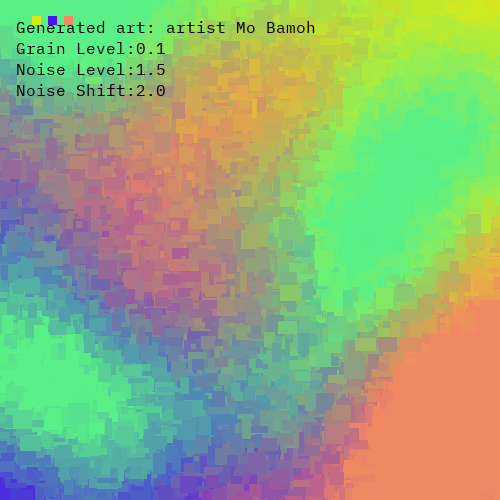 Generated art: artist Mo Bamoh
Grain Level:0.1
Noise Level:1.5
Noise Shift:2.0